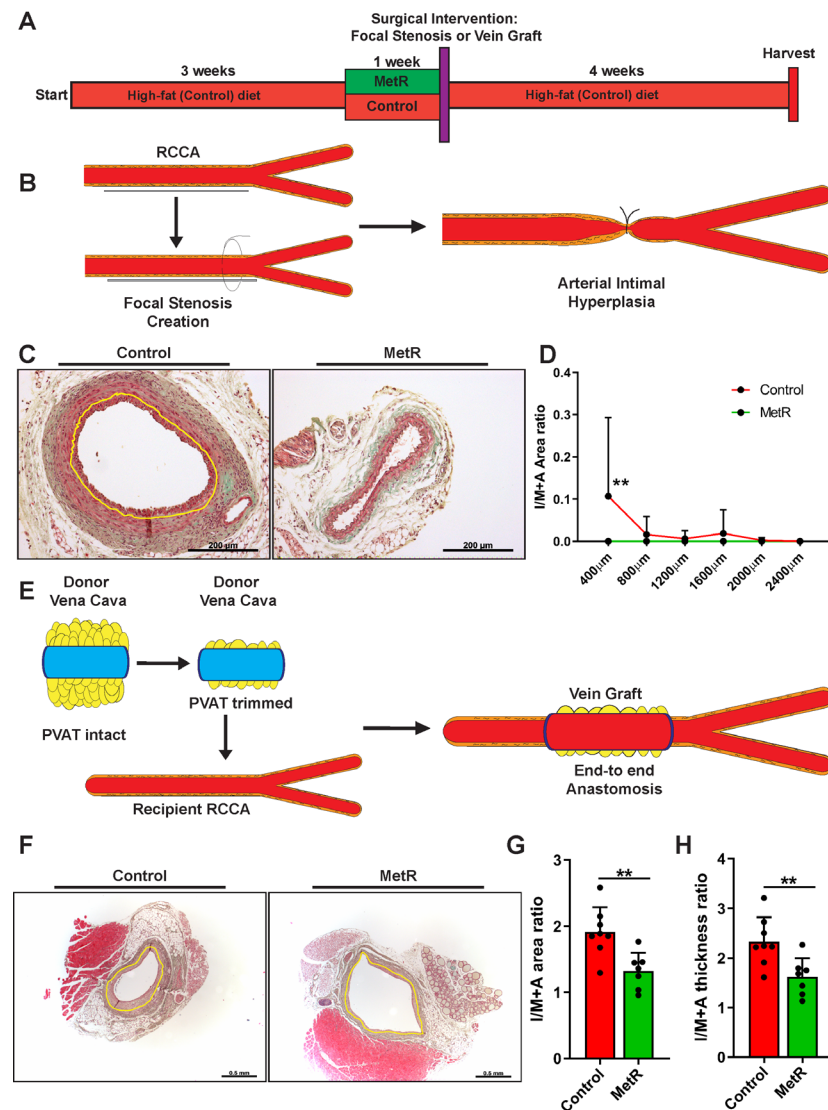 A
Surgical Intervention:
Focal Stenosis or Vein Graft
Harvest
3 weeks
1 week
4 weeks
Start
High-fat (Control) diet
MetR
Control
High-fat (Control) diet
B
RCCA
Focal Stenosis
Creation
Arterial Intimal
Hyperplasia
C
Control
MetR
200 μm
200 μm
D
I/M+A Area ratio
0.4
0.3
0.2
0.1
0.0
**
Control
MetR
400μm
800μm
1200μm
1600μm
2000μm
2400μm
E
Donor
Vena Cava
Donor
Vena Cava
PVAT intact
PVAT trimmed
Recipient RCCA
Vein Graft
End-to end
Anastomosis
F
Control
MetR
0.5 mm
0.5 mm
G
I/M+A area ratio
3
2
1
0
**
Control
MetR
H
I/M+A thickness ratio
4
3
2
1
0
**
Control
MetR